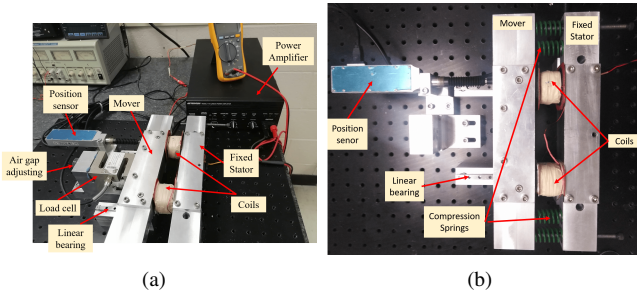 Power
Amplifier
Position
sensor
Mover
Air gap
adjusting
Load cell
Linear
bearing
Fixed
Stator
Coils
(a)
Mover
Fixed
Stator
Position
senor
Coils
Linear
bearing
Compression
Springs
(b)